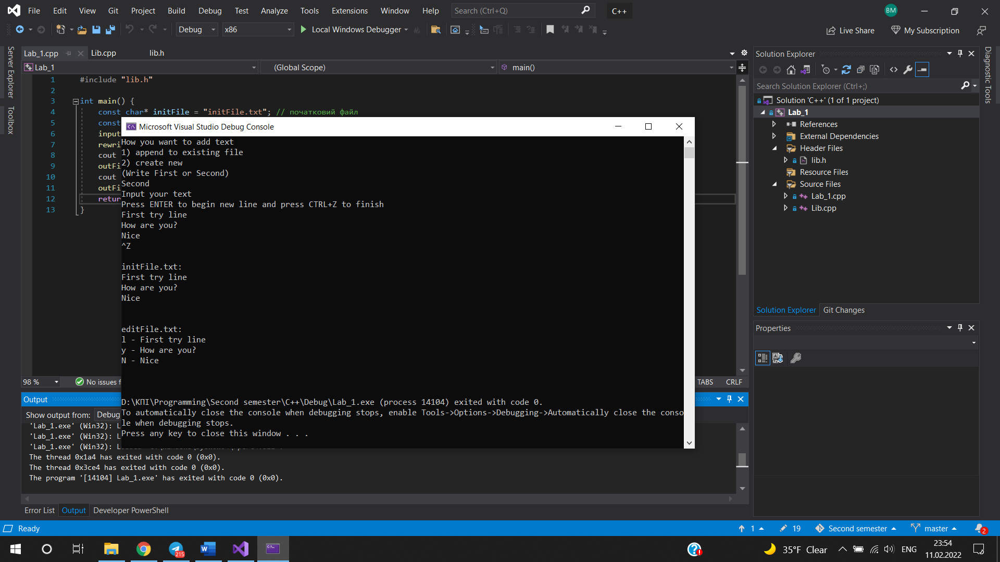 File Edit View Git Project Build Debug Test Analyze Tools Extensions Window Help Search (Ctrl+Q) C++ BM
Debug x86 Local Windows Debugger Live Share My Subscription
Server Explorer
Toolbox
Lab_1.cpp Lib.cpp lib.h
Lab_1 (Global Scope) main()
1 #include "lib.h"
2
3 int main() {
4 const char* initFile = "initFile.txt"; // початковий файл
5 const
6 input
7 rewri
8 cout
9 outFi
10 cout
11 outFi
12 retur
13 }
Microsoft Visual Studio Debug Console
How you want to add text
1) append to existing file
2) create new
(Write First or Second)
Second
Input your text
Press ENTER to begin new line and press CTRL+Z to finish
First try line
How are you?
Nice
^Z
initFile.txt:
First try line
How are you?
Nice
editFile.txt:
l - First try line
y - How are you?
N - Nice
D:\КПІ\Programming\Second semester\C++\Debug\Lab_1.exe (process 14104) exited with code 0.
To automatically close the console when debugging stops, enable Tools->Options->Debugging->Automatically close the conso
le when debugging stops.
Press any key to close this window . . .
98 % No issues f TABS CRLF
Output
Show output from: Debug
'Lab_1.exe' (Win32): L
'Lab_1.exe' (Win32): L
'Lab_1.exe' (Win32):
The thread 0x1a4 has exited with code 0 (0x0).
The thread 0x3ce4 has exited with code 0 (0x0).
The program '[14104] Lab_1.exe' has exited with code 0 (0x0).
Error List Output Developer PowerShell
Solution Explorer
Search Solution Explorer (Ctrl+;)
Solution 'C++' (1 of 1 project)
Lab_1
References
External Dependencies
Header Files
lib.h
Resource Files
Source Files
Lab_1.cpp
Lib.cpp
Solution Explorer Git Changes
Properties
Diagnostic Tools
Ready 1 19 Second semester master 2
215 35°F Clear ENG 23:54
11.02.2022